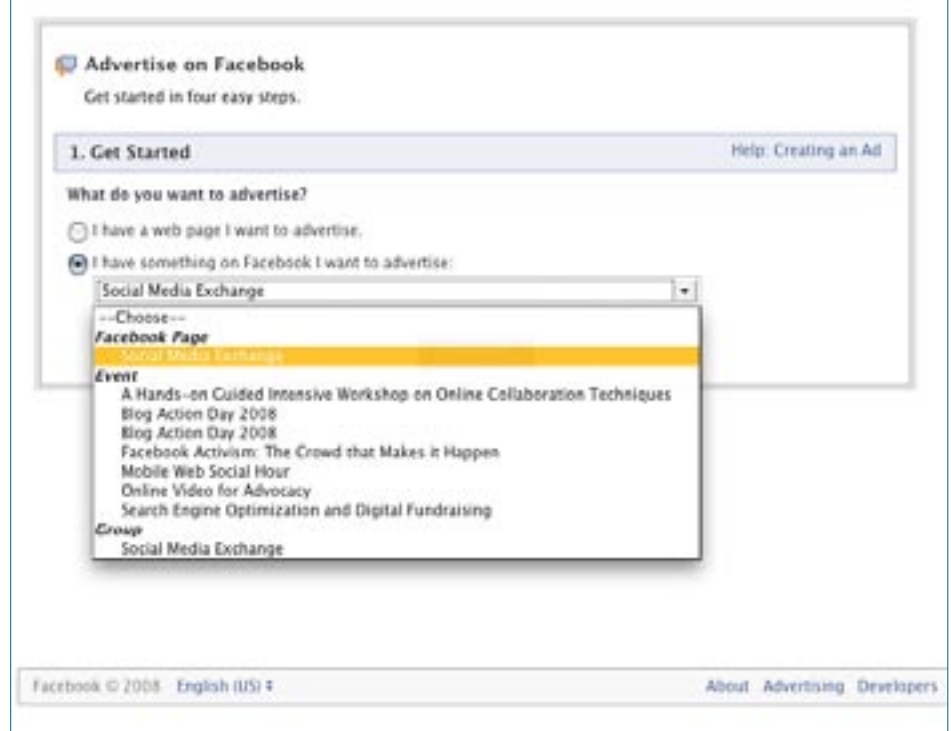 Advertise on Facebook
Get started in four easy steps.
1. Get Started Help: Creating an Ad
What do you want to advertise?
I have a web page I want to advertise.
I have something on Facebook I want to advertise:
Social Media Exchange
--Choose--
Facebook Page
Social Media Exchange
Event
A Hands-on Guided Intensive Workshop on Online Collaboration Techniques
Blog Action Day 2008
Blog Action Day 2008
Facebook Activism: The Crowd that Makes it Happen
Mobile Web Social Hour
Online Video for Advocacy
Search Engine Optimization and Digital Fundraising
Group
Social Media Exchange
Facebook © 2008 English (US) About Advertising Developers